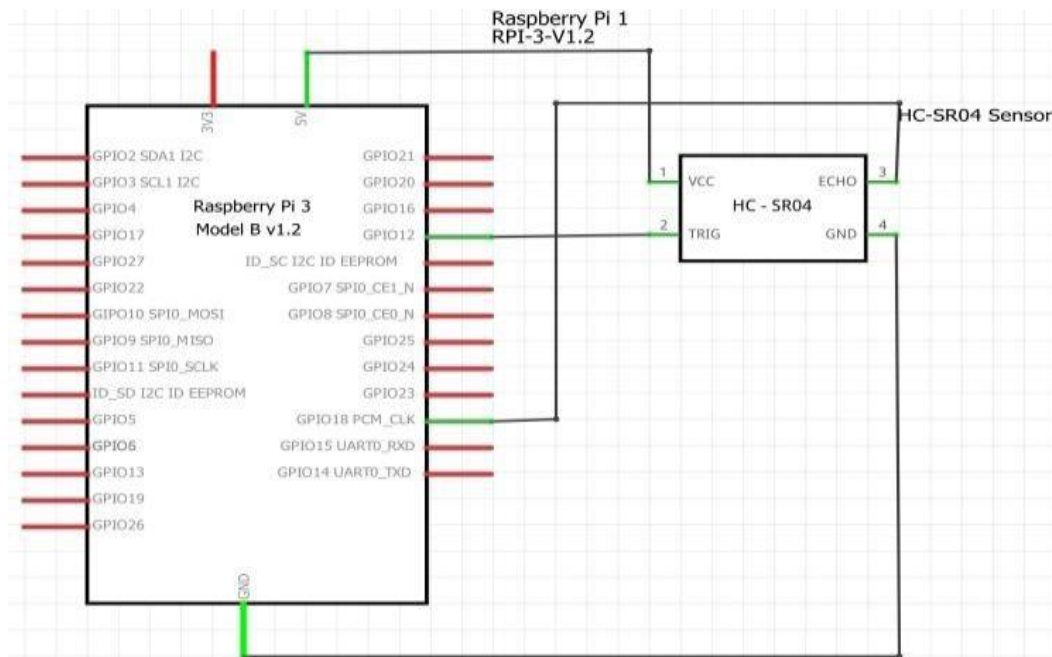 Raspberry Pi 1
RPI-3-V1.2
3V3
5V
HC-SR04 Sensor
GPIO2 SDA1 I2C
GPIO3 SCL1 I2C
GPIO4
GPIO17
GPIO27
GPIO22
GIPO10 SPI0_MOSI
GPIO9 SPI0_MISO
GPIO11 SPI0_SCLK
ID_SD I2C ID EEPROM
GPIO5
GPIO6
GPIO13
GPIO19
GPIO26
Raspberry Pi 3
Model B v1.2
GPIO21
GPIO20
GPIO16
GPIO12
ID_SC I2C ID EEPROM
GPIO7 SPI0_CE1_N
GPIO8 SPI0_CE0_N
GPIO25
GPIO24
GPIO23
GPIO18 PCM_CLK
GPIO15 UART0_RXD
GPIO14 UART0_TXD
GND
1 VCC ECHO 3
HC - SR04
2 TRIG GND 4